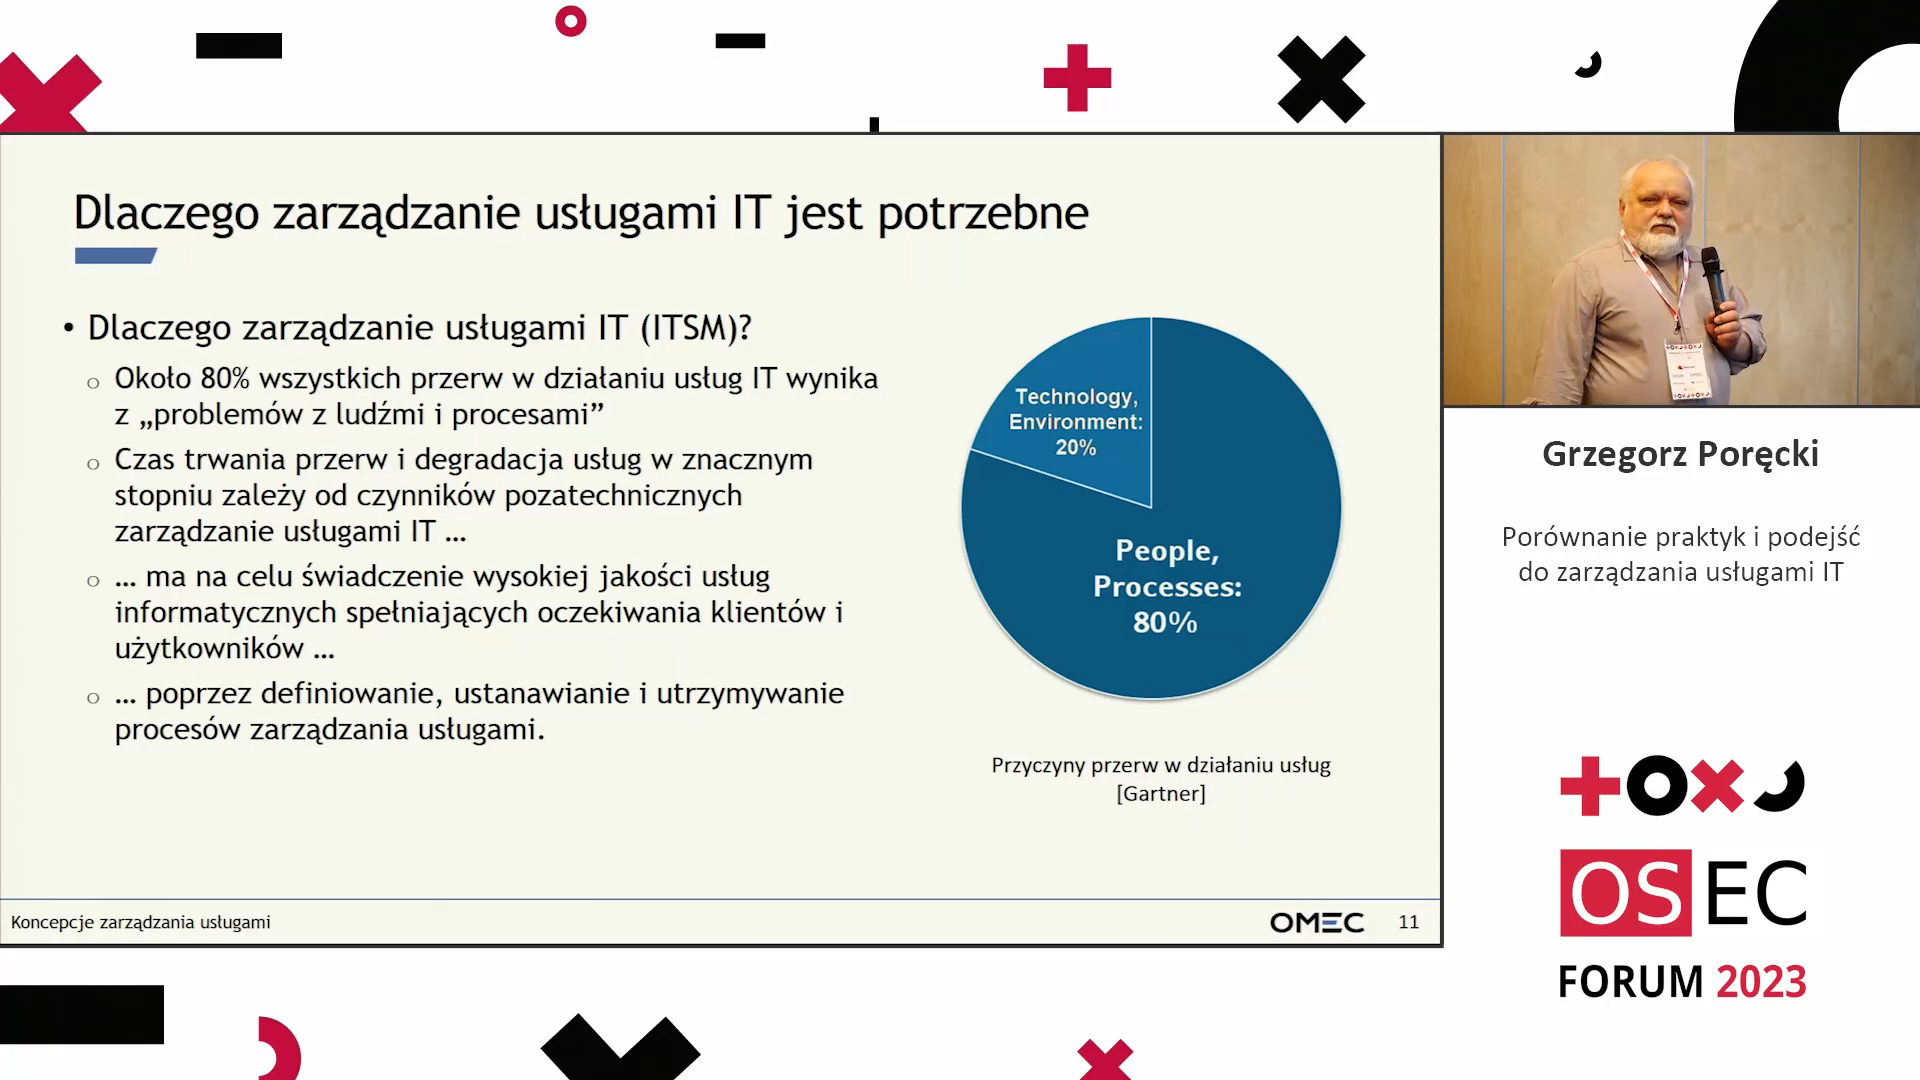 Dlaczego zarządzanie usługami IT jest potrzebne
• Dlaczego zarządzanie usługami IT (ITSM)?
o Około 80% wszystkich przerw w działaniu usług IT wynika
z „problemów z ludźmi i procesami”
o Czas trwania przerw i degradacja usług w znacznym
stopniu zależy od czynników pozatechnicznych
zarządzanie usługami IT ...
o ... ma na celu świadczenie wysokiej jakości usług
informatycznych spełniających oczekiwania klientów i
użytkowników ...
o ... poprzez definiowanie, ustanawianie i utrzymywanie
procesów zarządzania usługami.
Technology,
Environment:
20%
People,
Processes:
80%
Przyczyny przerw w działaniu usług
[Gartner]
Koncepcje zarządzania usługami
OMEC
11
Grzegorz Poręcki
Porównanie praktyk i podejść
do zarządzania usługami IT
OSEC
FORUM 2023